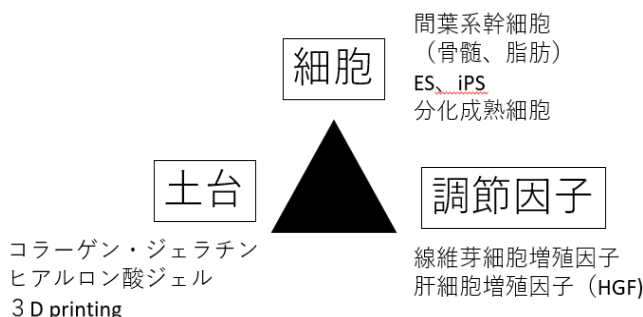 細胞
間葉系幹細胞
（骨髄、脂肪）
ES、iPS
分化成熟細胞
土台
コラーゲン・ジェラチン
ヒアルロン酸ジェル
３D printing
調節因子
線維芽細胞増殖因子
肝細胞増殖因子（HGF)